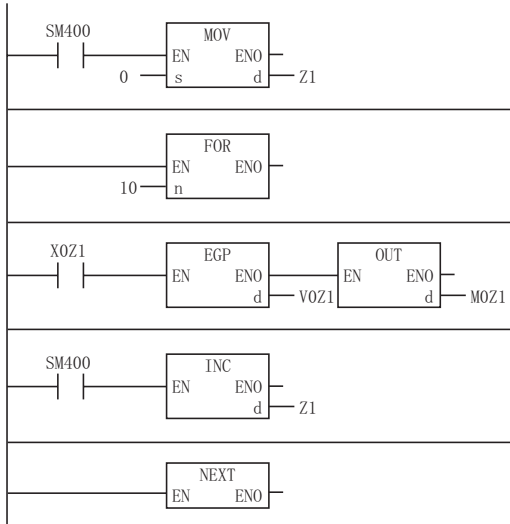 SM400
MOV
EN ENO
0 s d Z1
FOR
EN ENO
10 n
X0Z1
EGP
OUT
EN ENO EN ENO
d V0Z1 d M0Z1
SM400
INC
EN ENO
d Z1
NEXT
EN ENO